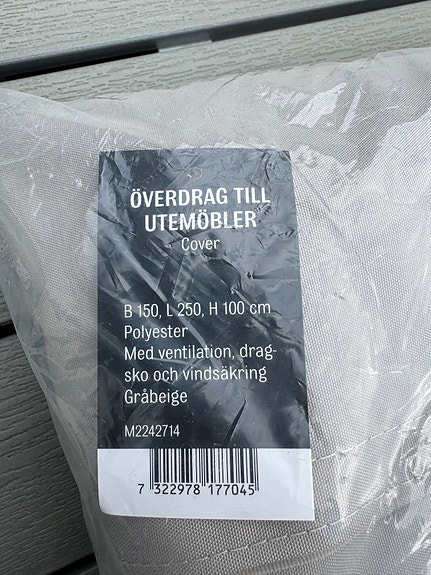 ÖVERDRAG TILL
UTEMÖBLER
Cover
B 150, L 250, H 100 cm
Polyester
Med ventilation, drag-
sko och vindsäkring
Gråbeige
M2242714
7 322978 177045